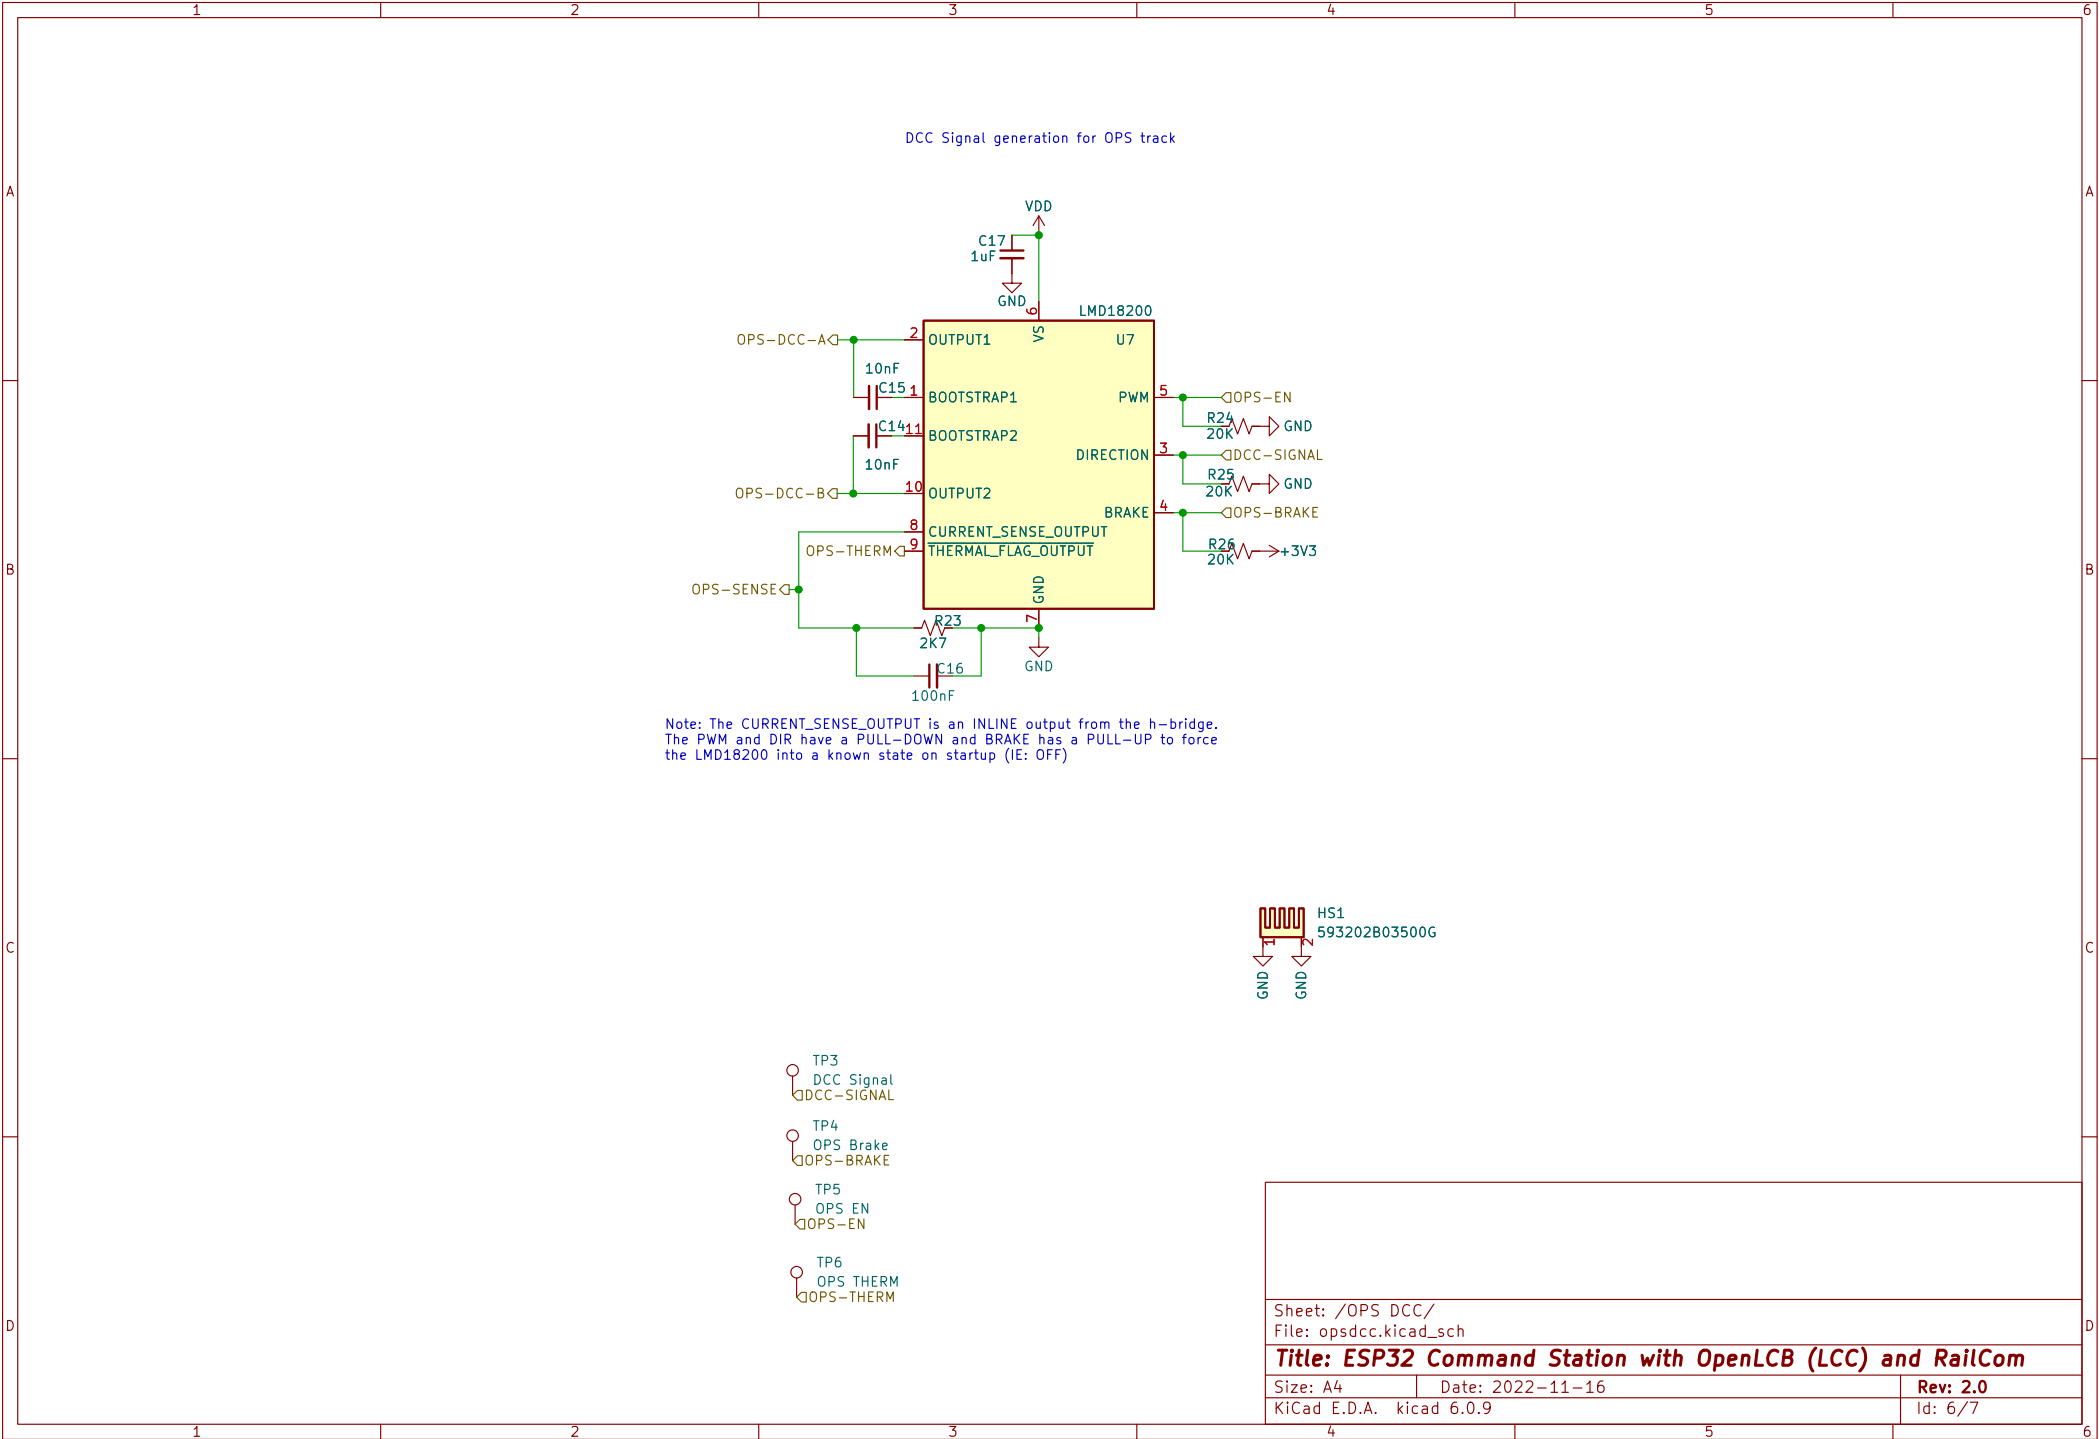 1 2 3 4 5 6
DCC Signal generation for OPS track
A A
VDD
C17
1uF
GND
LMD18200
6
VS
U7
OPS-DCC-A
2 OUTPUT1
10nF
C15
1 BOOTSTRAP1
PWM 5
OPS-EN
C14
11 BOOTSTRAP2
R24
20K
GND
10nF
DIRECTION 3
DCC-SIGNAL
R25
20K
GND
OPS-DCC-B
10 OUTPUT2
BRAKE 4
OPS-BRAKE
8 CURRENT_SENSE_OUTPUT
OPS-THERM
9 THERMAL_FLAG_OUTPUT
R26
20K
+3V3
B B
OPS-SENSE
GND
7
R23
2K7
GND
C16
100nF
Note: The CURRENT_SENSE_OUTPUT is an INLINE output from the h-bridge.
The PWM and DIR have a PULL-DOWN and BRAKE has a PULL-UP to force
the LMD18200 into a known state on startup (IE: OFF)
HS1
593202B03500G
1 2
GND GND
C C
TP3
DCC Signal
DCC-SIGNAL
TP4
OPS Brake
OPS-BRAKE
TP5
OPS EN
OPS-EN
TP6
OPS THERM
OPS-THERM
D D
Sheet: /OPS DCC/
File: opsdcc.kicad_sch
Title: ESP32 Command Station with OpenLCB (LCC) and RailCom
Size: A4 Date: 2022-11-16 Rev: 2.0
KiCad E.D.A. kicad 6.0.9 Id: 6/7
1 2 3 4 5 6